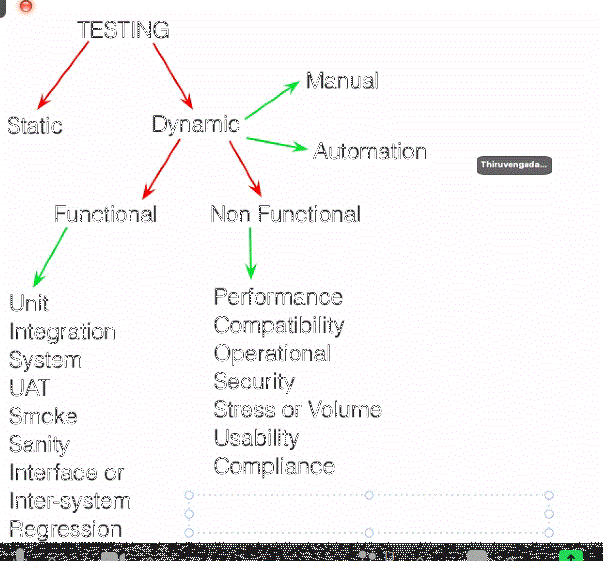 TESTING
Manual
Static
Dynamic
Automation
Thiruvengada...
Functional
Non Functional
Unit
Integration
System
UAT
Smoke
Sanity
Interface or
Inter-system
Regression
Performance
Compatibility
Operational
Security
Stress or Volume
Usability
Compliance